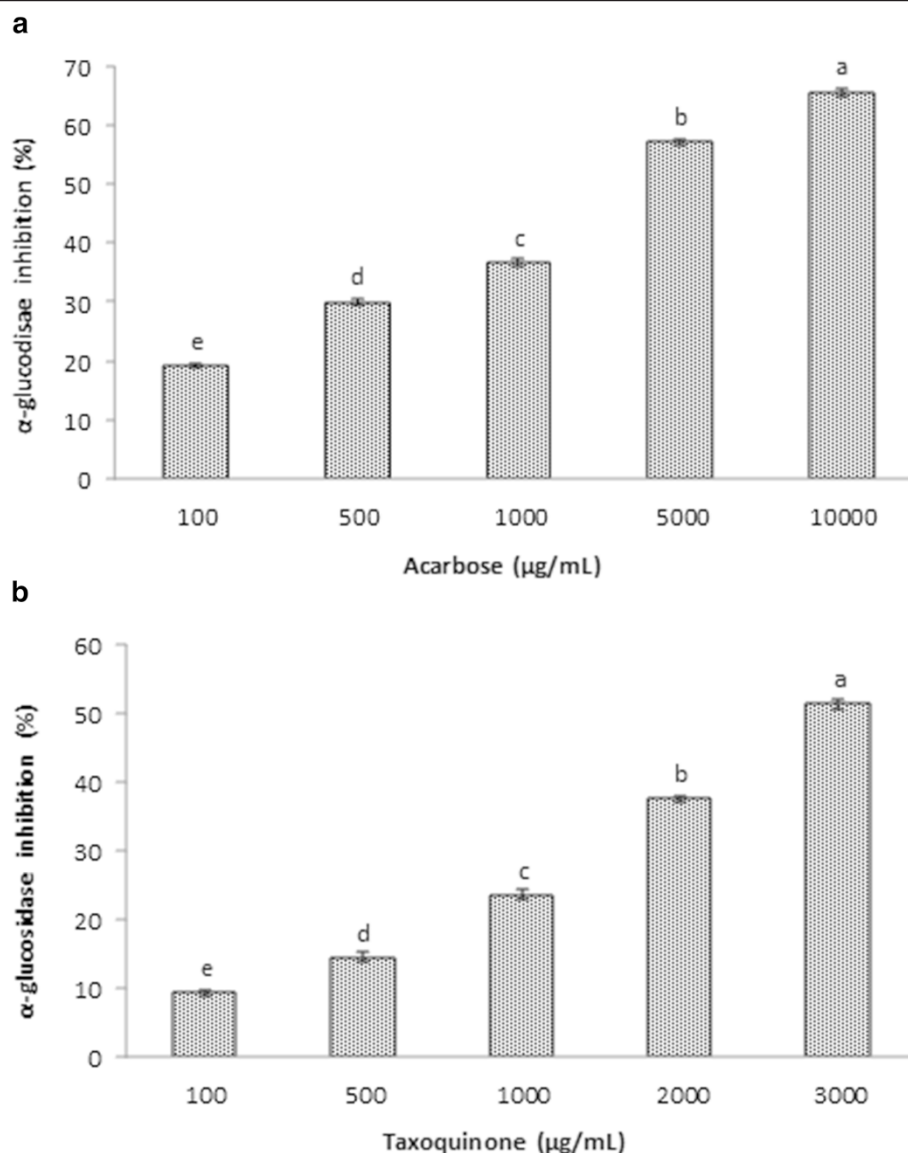 a
α-glucodisae inhibition (%)
70
60
50
40
30
20
10
0
e
d
c
b
a
100 500 1000 5000 10000
Acarbose (µg/mL)
b
α-glucosidase inhibition (%)
60
50
40
30
20
10
0
e
d
c
b
a
100 500 1000 2000 3000
Taxoquinone (µg/mL)